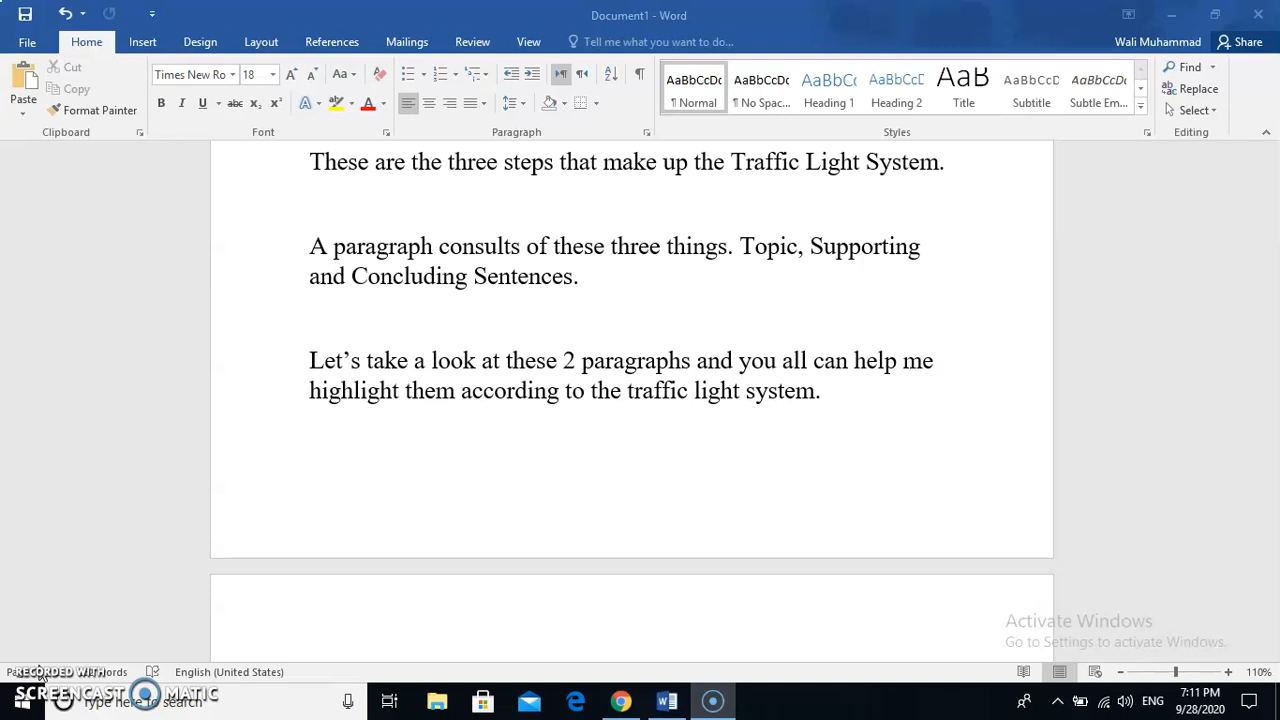 Document1 - Word
File Home Insert Design Layout References Mailings Review View Tell me what you want to do... Wali Muhammad Share
Paste Cut Copy Format Painter
Times New Ro 18
AaBbCcDc AaBbCcDc AaBbCc AaBbCcD AaB AaBbCcD AaBbCcD
¶ Normal ¶ No Spac... Heading 1 Heading 2 Title Subtitle Subtle Em...
Find
Replace
Select
Clipboard Font Paragraph Styles Editing
These are the three steps that make up the Traffic Light System.
A paragraph consults of these three things. Topic, Supporting
and Concluding Sentences.
Let’s take a look at these 2 paragraphs and you all can help me
highlight them according to the traffic light system.
Activate Windows
Go to Settings to activate Windows.
English (United States) 110%
RECORDED WITH
SCREENCAST MATIC
Type here to search
ENG
7:11 PM
9/28/2020